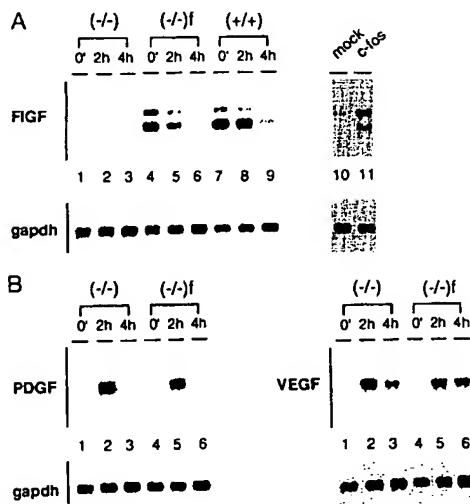 A
(-/-) (-/-)f (+/+)
0' 2h 4h 0' 2h 4h 0' 2h 4h mock c-fos
FIGF
1 2 3 4 5 6 7 8 9 10 11
gapdh
B
(-/-) (-/-)f (-/-) (-/-)f
0' 2h 4h 0' 2h 4h 0' 2h 4h 0' 2h 4h
PDGF VEGF
1 2 3 4 5 6 1 2 3 4 5 6
gapdh